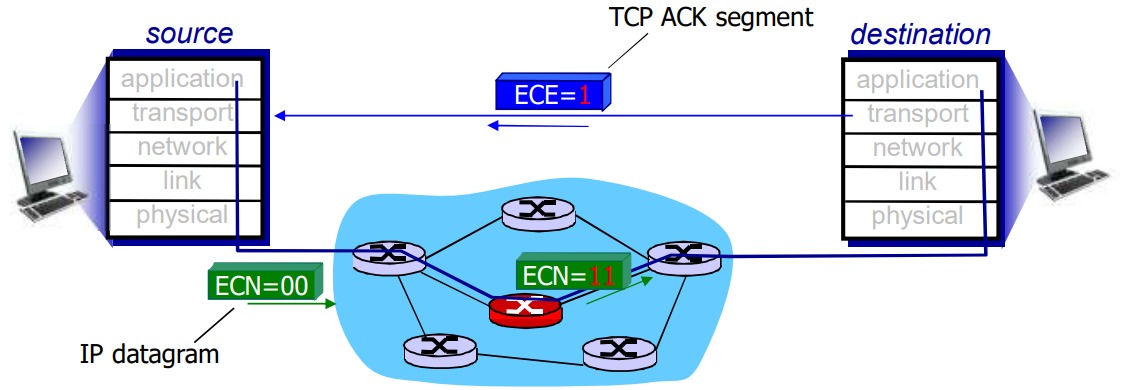 TCP ACK segment
source
destination
ECE=1
application
transport
network
link
physical
application
transport
network
link
physical
ECN=00
ECN=11
IP datagram